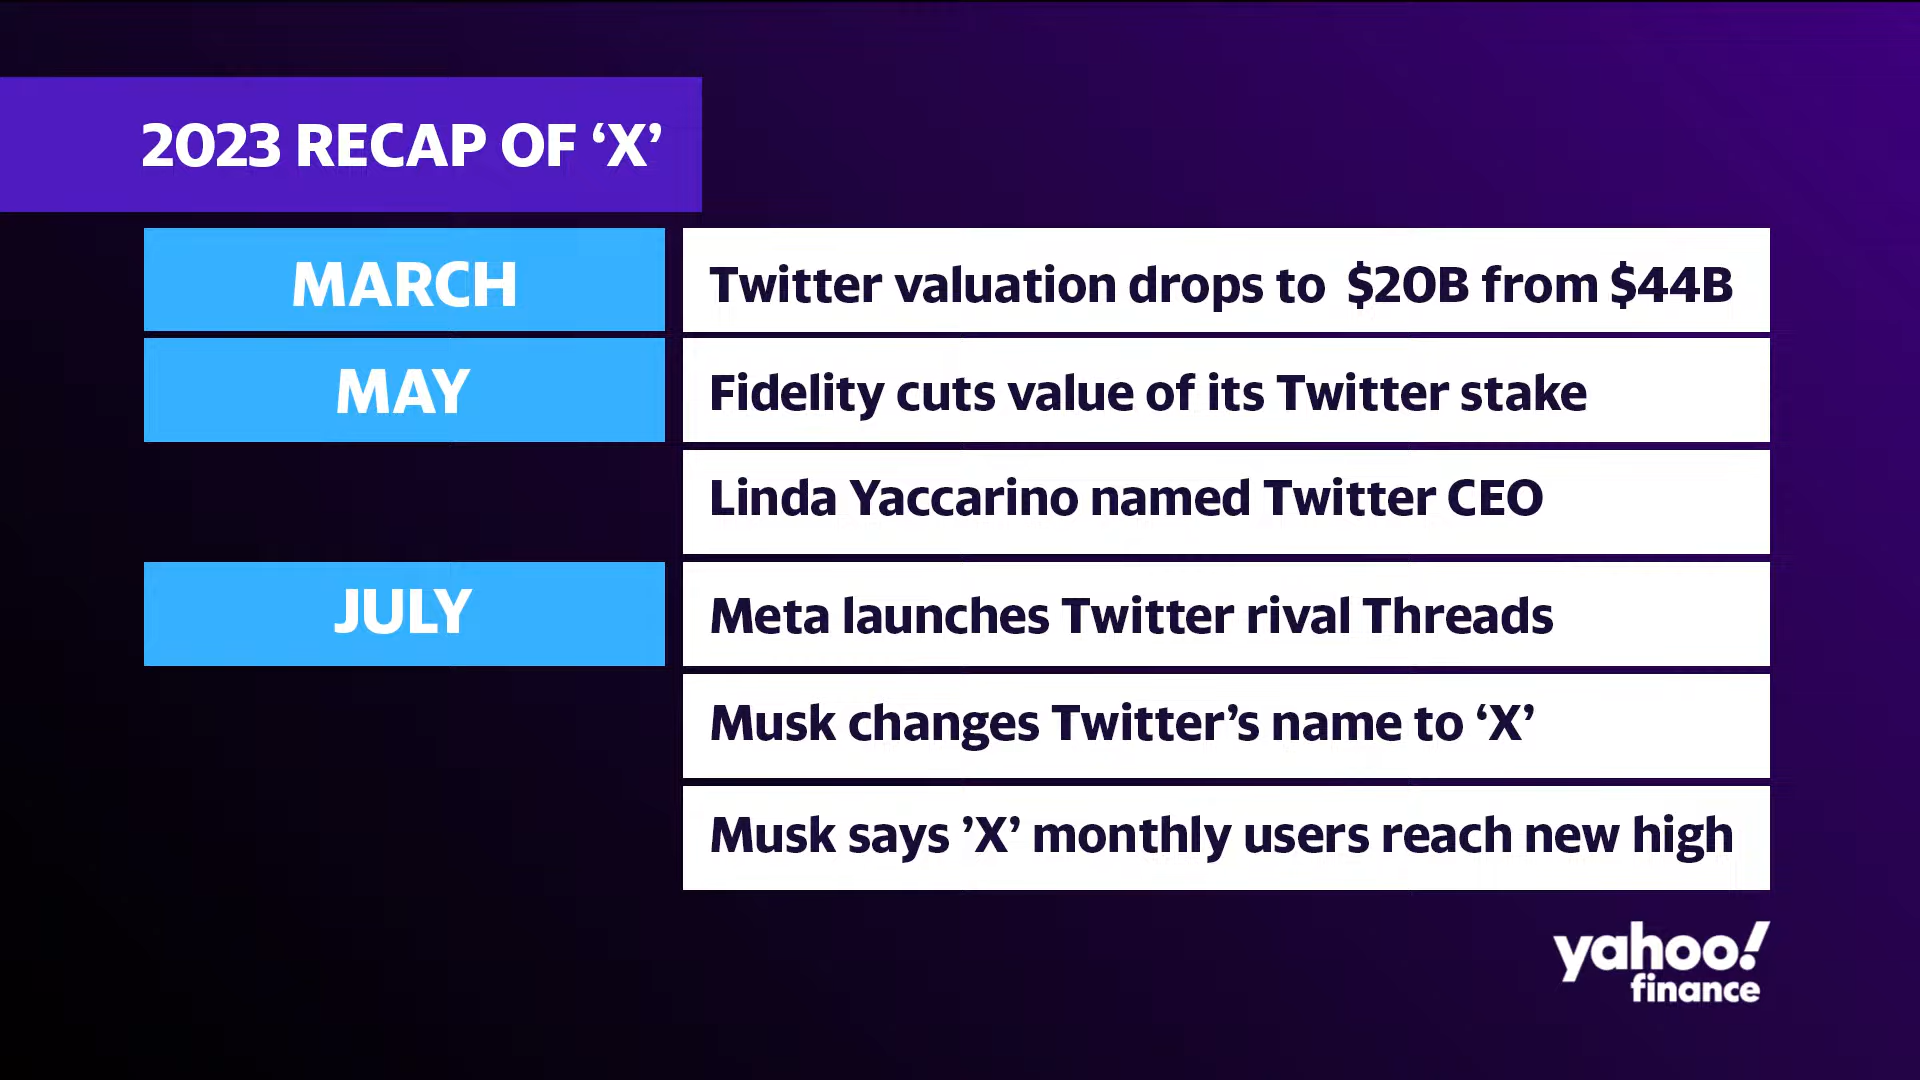 2023 RECAP OF ‘X’
MARCH
Twitter valuation drops to $20B from $44B
MAY
Fidelity cuts value of its Twitter stake
Linda Yaccarino named Twitter CEO
JULY
Meta launches Twitter rival Threads
Musk changes Twitter’s name to ‘X’
Musk says ’X’ monthly users reach new high
yahoo!
finance